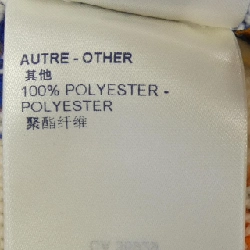 AUTRE - OTHER
其他
100% POLYESTER -
POLYESTER
聚酯纤维